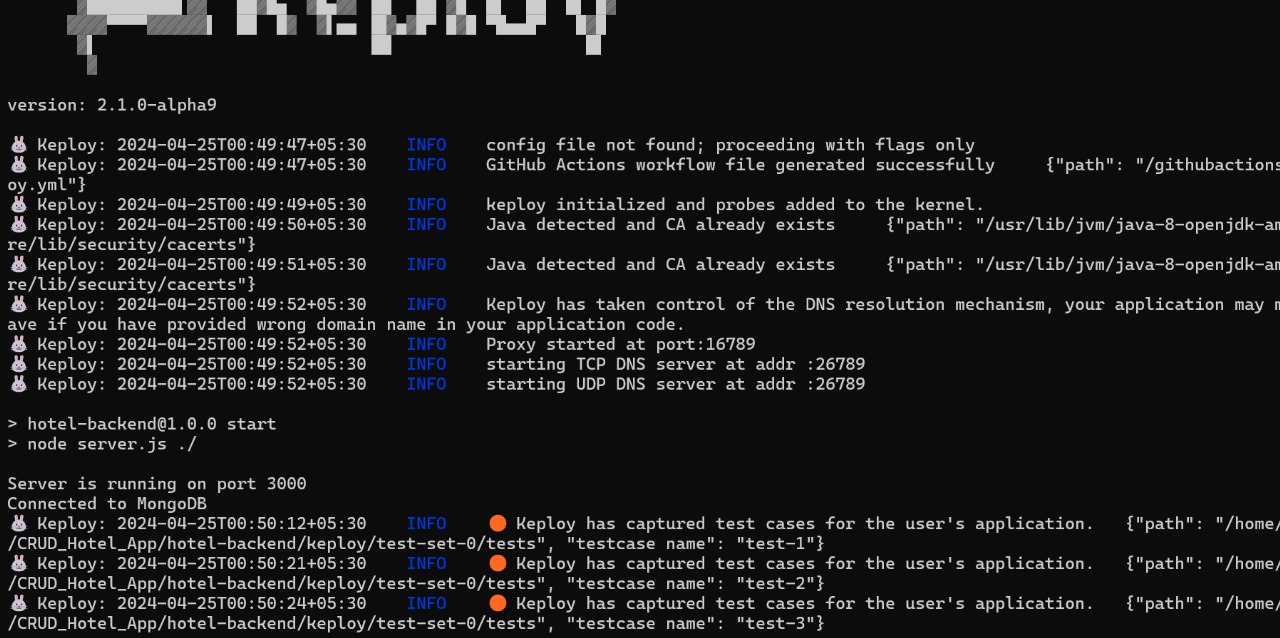 version: 2.1.0-alpha9
🐰 Keploy: 2024-04-25T00:49:47+05:30 INFO config file not found; proceeding with flags only
🐰 Keploy: 2024-04-25T00:49:47+05:30 INFO GitHub Actions workflow file generated successfully {"path": "/githubactions
oy.yml"}
🐰 Keploy: 2024-04-25T00:49:49+05:30 INFO keploy initialized and probes added to the kernel.
🐰 Keploy: 2024-04-25T00:49:50+05:30 INFO Java detected and CA already exists {"path": "/usr/lib/jvm/java-8-openjdk-am
re/lib/security/cacerts"}
🐰 Keploy: 2024-04-25T00:49:51+05:30 INFO Java detected and CA already exists {"path": "/usr/lib/jvm/java-8-openjdk-am
re/lib/security/cacerts"}
🐰 Keploy: 2024-04-25T00:49:52+05:30 INFO Keploy has taken control of the DNS resolution mechanism, your application may m
ave if you have provided wrong domain name in your application code.
🐰 Keploy: 2024-04-25T00:49:52+05:30 INFO Proxy started at port:16789
🐰 Keploy: 2024-04-25T00:49:52+05:30 INFO starting TCP DNS server at addr :26789
🐰 Keploy: 2024-04-25T00:49:52+05:30 INFO starting UDP DNS server at addr :26789
> hotel-backend@1.0.0 start
> node server.js ./
Server is running on port 3000
Connected to MongoDB
🐰 Keploy: 2024-04-25T00:50:12+05:30 INFO 🟠 Keploy has captured test cases for the user's application. {"path": "/home/
/CRUD_Hotel_App/hotel-backend/keploy/test-set-0/tests", "testcase name": "test-1"}
🐰 Keploy: 2024-04-25T00:50:21+05:30 INFO 🟠 Keploy has captured test cases for the user's application. {"path": "/home/
/CRUD_Hotel_App/hotel-backend/keploy/test-set-0/tests", "testcase name": "test-2"}
🐰 Keploy: 2024-04-25T00:50:24+05:30 INFO 🟠 Keploy has captured test cases for the user's application. {"path": "/home/
/CRUD_Hotel_App/hotel-backend/keploy/test-set-0/tests", "testcase name": "test-3"}